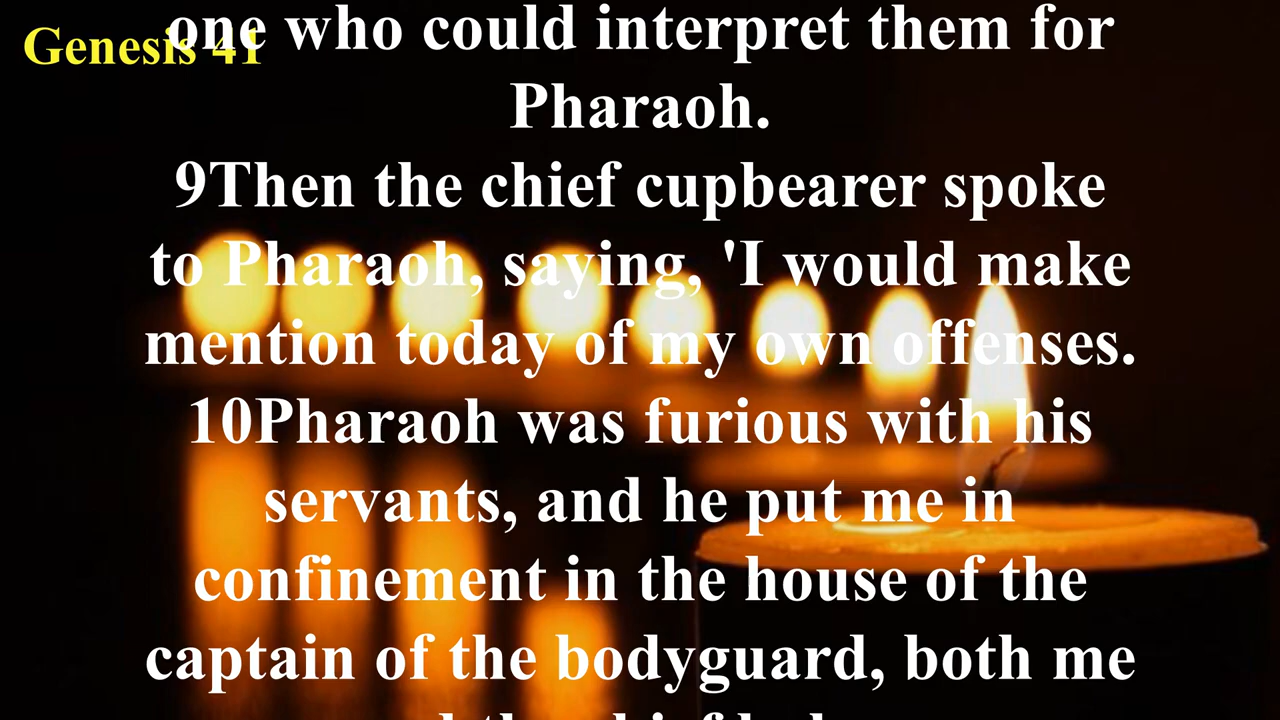 Genesis 41
one who could interpret them for
Pharaoh.
9Then the chief cupbearer spoke
to Pharaoh, saying, 'I would make
mention today of my own offenses.
10Pharaoh was furious with his
servants, and he put me in
confinement in the house of the
captain of the bodyguard, both me